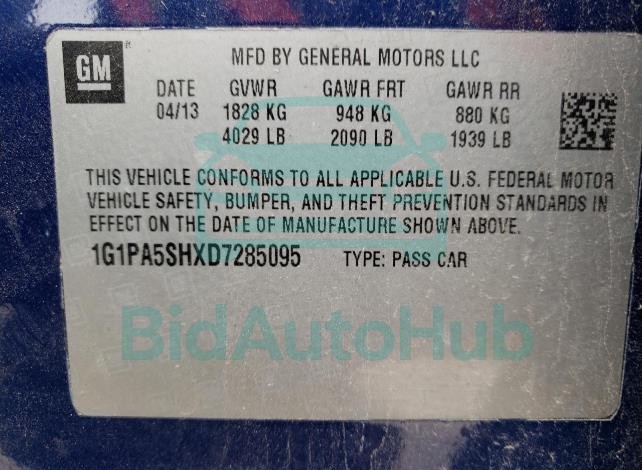 GM
MFD BY GENERAL MOTORS LLC
DATE GVWR GAWR FRT GAWR RR
04/13 1828 KG 948 KG 880 KG
4029 LB 2090 LB 1939 LB
THIS VEHICLE CONFORMS TO ALL APPLICABLE U.S. FEDERAL MOTOR
VEHICLE SAFETY, BUMPER, AND THEFT PREVENTION STANDARDS IN
EFFECT ON THE DATE OF MANUFACTURE SHOWN ABOVE.
1G1PA5SHXD7285095 TYPE: PASS CAR
BidAutoHub